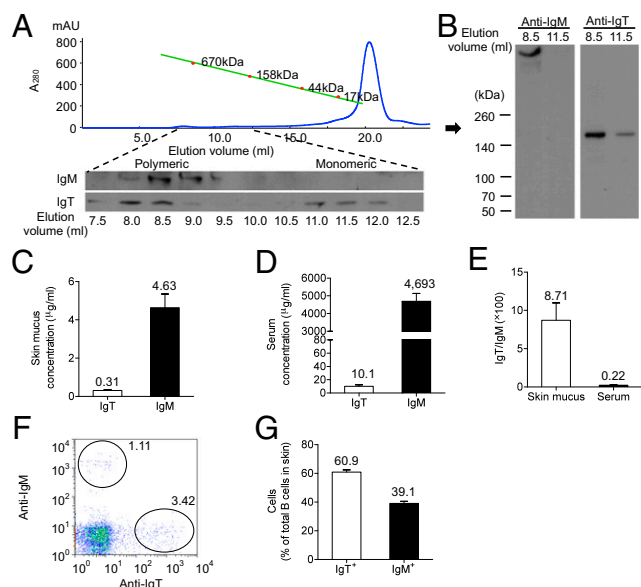 A
mAU
800
600
400
200
0
A280
670kDa
158kDa
44kDa
17kDa
5.0 10.0 15.0 20.0
Elution volume (ml)
Polymeric Monomeric
IgM
IgT
Elution volume (ml)
7.5 8.0 8.5 9.0 9.5 10.0 10.5 11.0 11.5 12.0 12.5
B
Anti-IgM Anti-IgT
Elution volume (ml)
8.5 11.5 8.5 11.5
(kDa)
260
140
100
70
50
C
Skin mucus
concentration (µg/ml)
6
4
2
0
0.31
4.63
IgT IgM
D
Serum
concentration (µg/ml)
6000
5000
4000
3000
2000
80
60
40
20
0
10.1
4,693
IgT IgM
E
IgT/IgM (×100)
15
10
5
0
8.71
0.22
Skin mucus Serum
F
Anti-IgM
10⁴
10³
10²
10¹
10⁰
1.11
3.42
10⁰ 10¹ 10² 10³ 10⁴
Anti-IgT
G
Cells
(% of total B cells in skin)
80
60
40
20
0
60.9
39.1
IgT⁺ IgM⁺